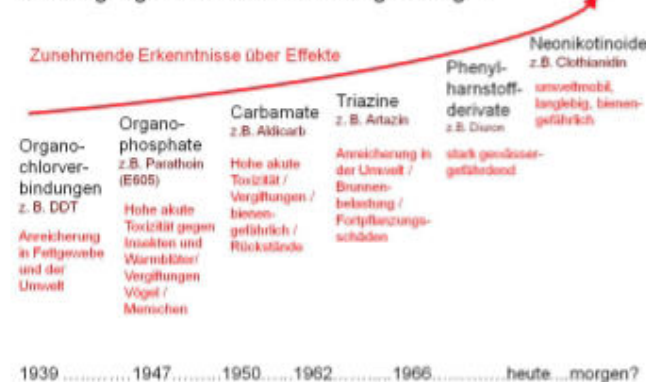 Zunehmende Erkenntnisse über Effekte
Organo-
chlorver-
bindungen
z. B. DDT
Anreicherung
in Fettgewebe
und der
Umwelt
Organo-
phosphate
z.B. Parathoin
(E605)
Hohe akute
Toxizität gegen
Insekten und
Warmblüter/
Vergiftungen
Vögel /
Menschen
Carbamate
z.B. Aldicarb
Hohe akute
Toxizität /
Vergiftungen /
bienen-
gefährlich /
Rückstände
Triazine
z. B. Artazin
Anreicherung in
der Umwelt /
Brunnen-
belastung /
Fortpflanzungs-
schäden
Phenyl-
harnstoff-
derivate
z.B. Diuron
stark gewässer-
gefährdend
Neonikotinoide
z.B. Clothianidin
umweltmobil,
langlebig, bienen-
gefährlich
1939.............1947........1950......1962..........1966..............heute...morgen?